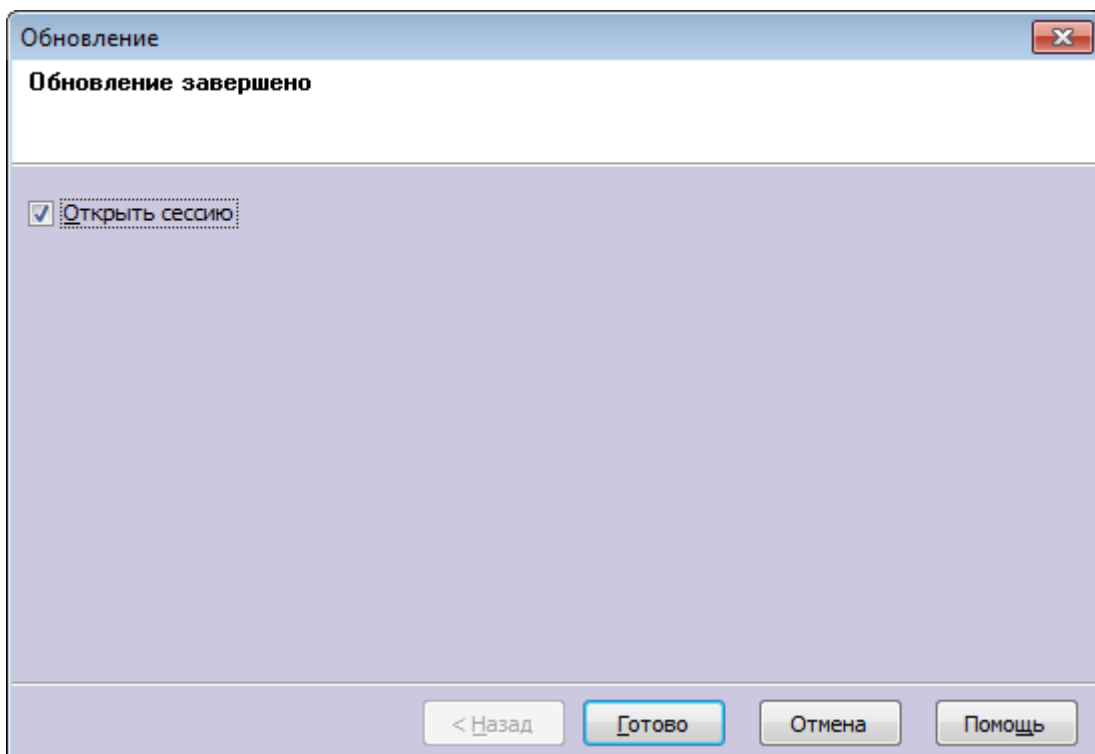 Обновление
Обновление завершено
Открыть сессию
< Назад Готово Отмена Помощь